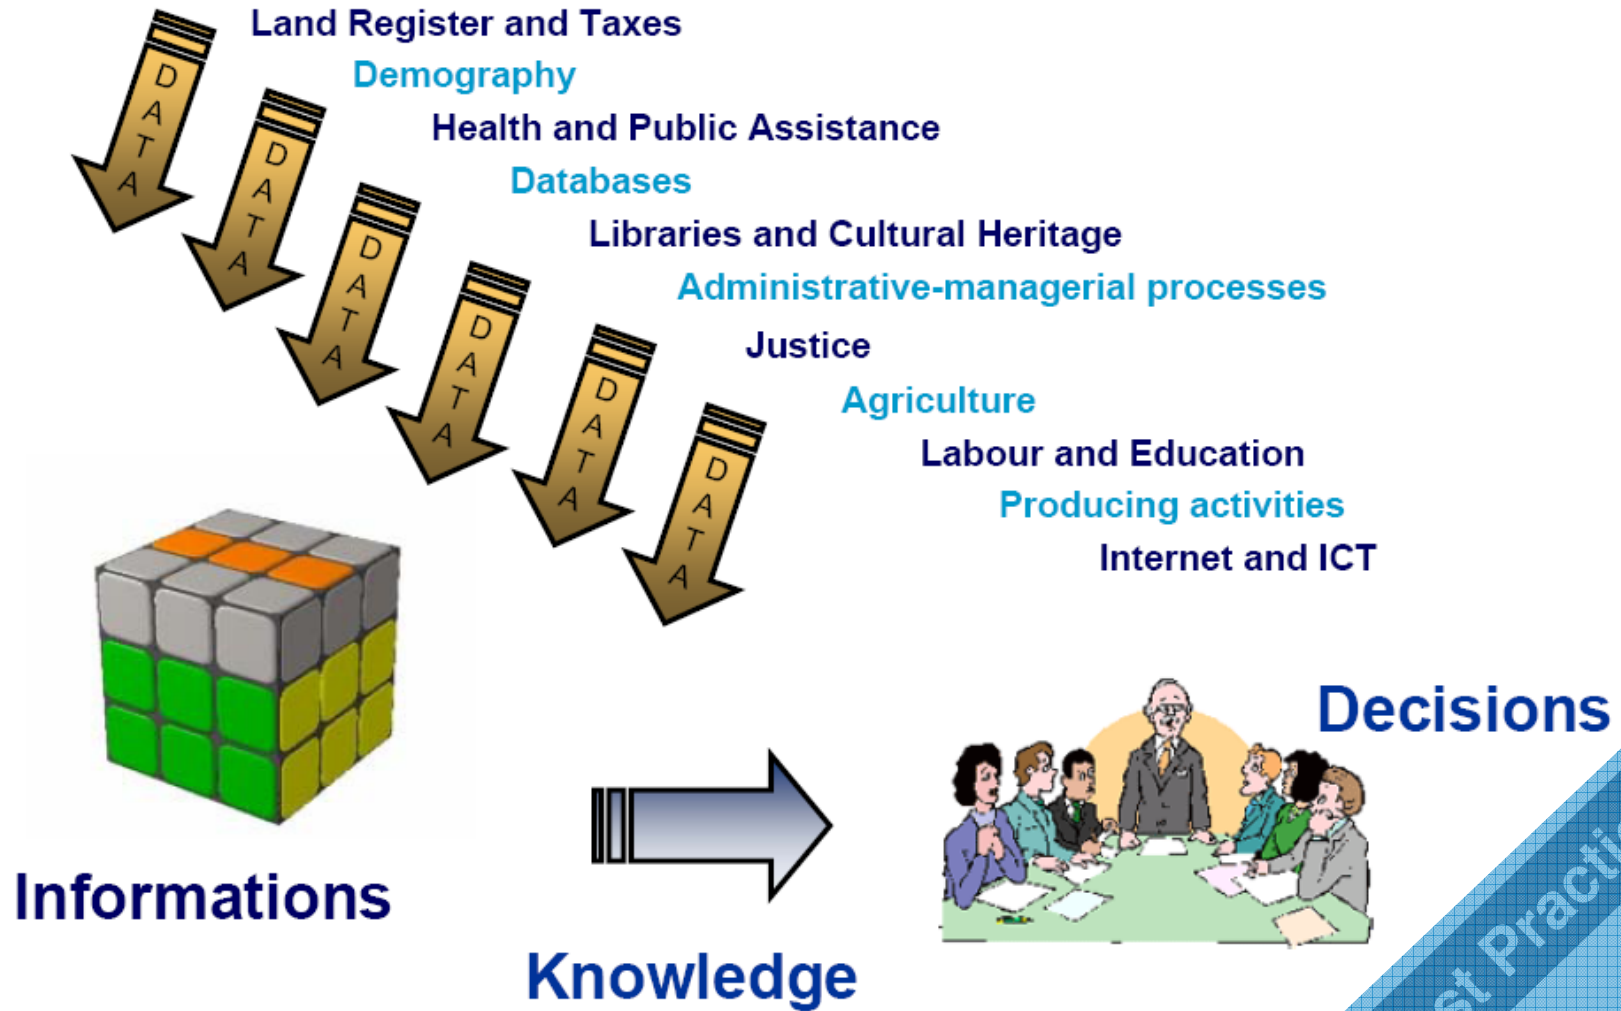 Land Register and Taxes
Demography
Health and Public Assistance
Databases
Libraries and Cultural Heritage
Administrative-managerial processes
Justice
Agriculture
Labour and Education
Producing activities
Internet and ICT
DATA
DATA
DATA
DATA
DATA
DATA
Decisions
Informations
Knowledge